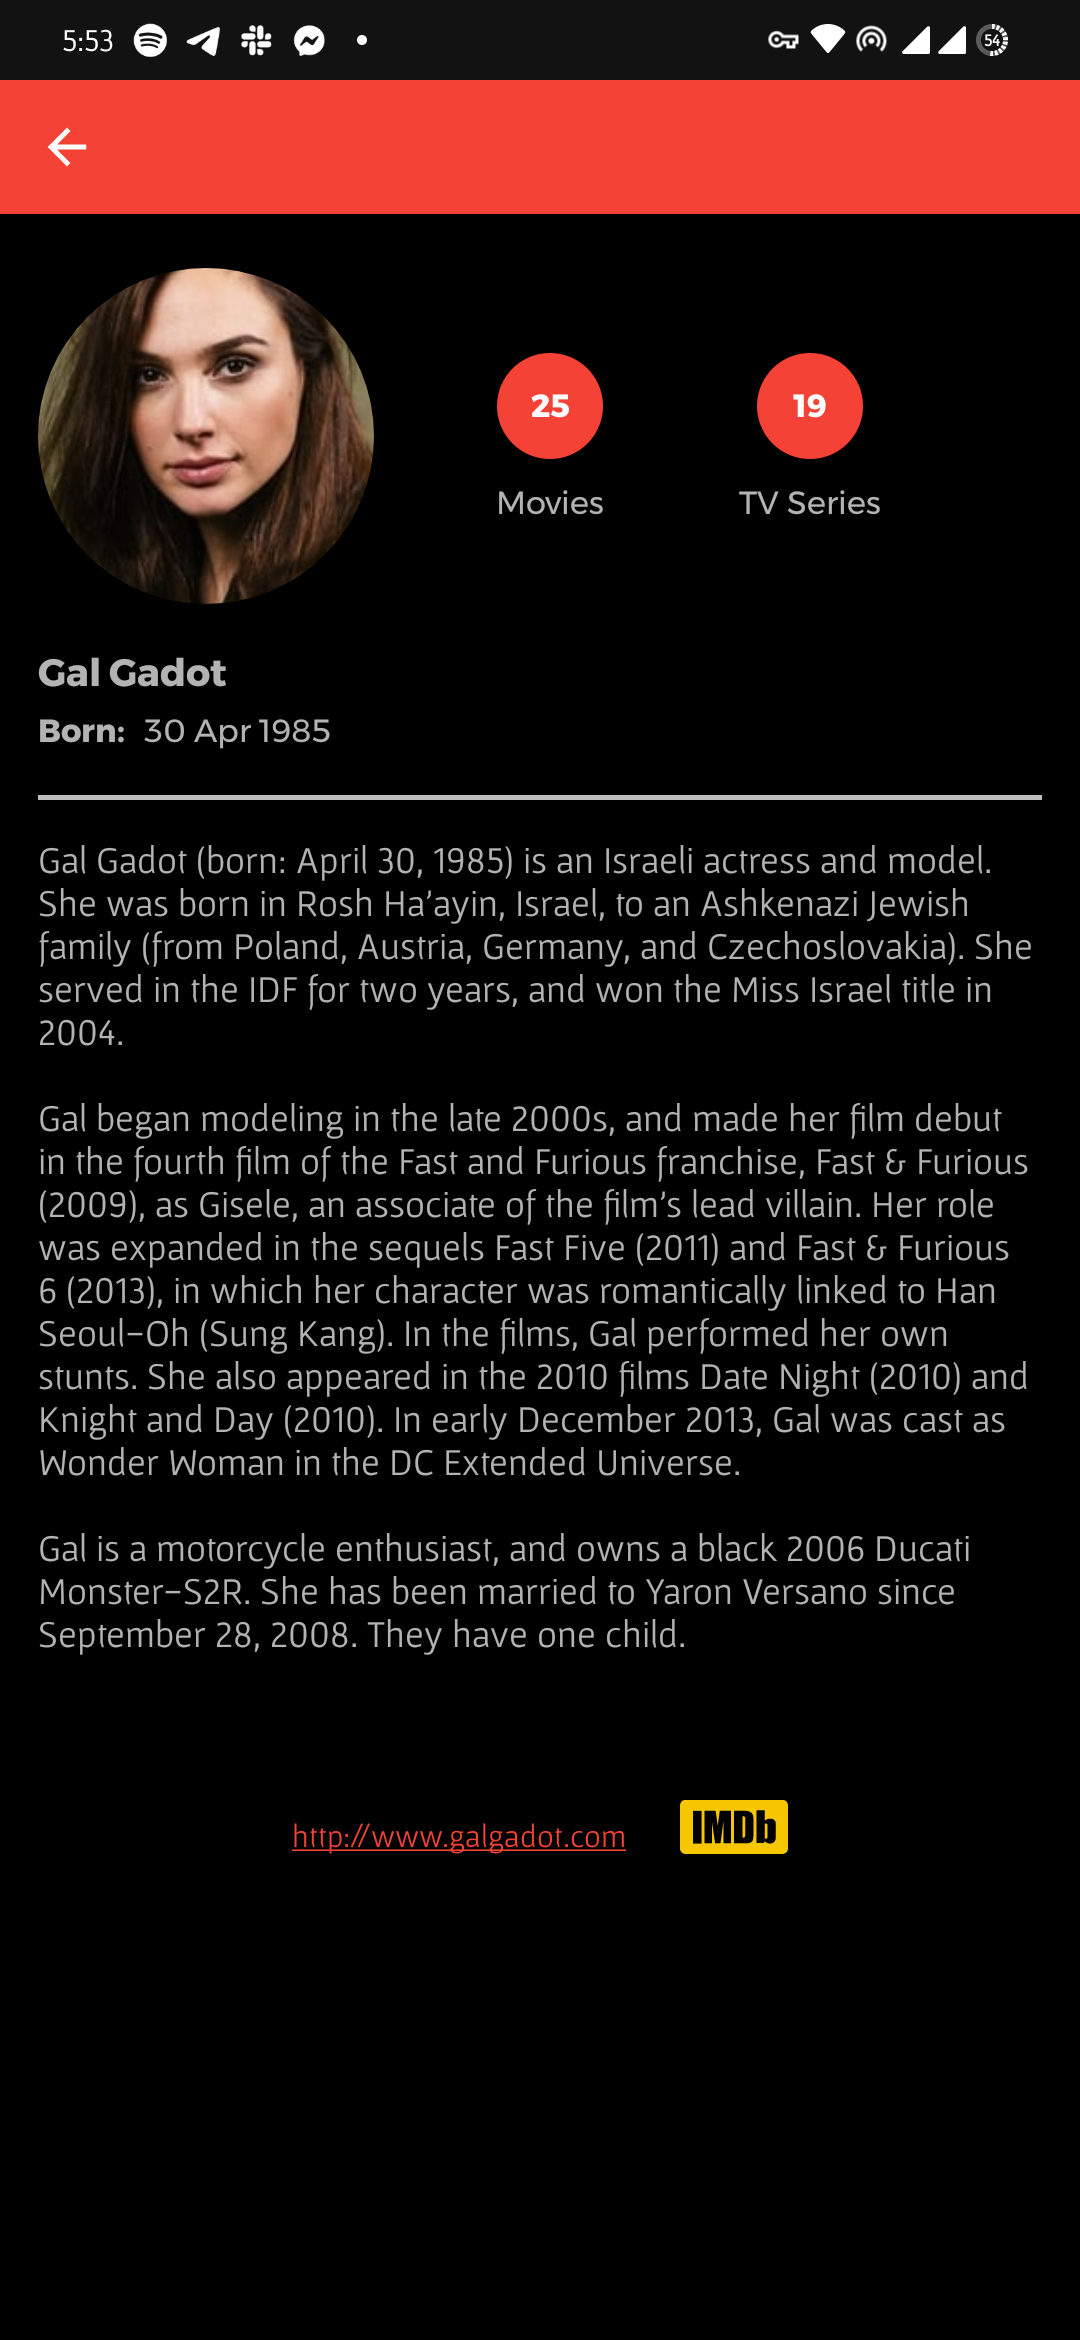 5:53
54
25
19
Movies
TV Series
Gal Gadot
Born: 30 Apr 1985
Gal Gadot (born: April 30, 1985) is an Israeli actress and model.
She was born in Rosh Ha’ayin, Israel, to an Ashkenazi Jewish
family (from Poland, Austria, Germany, and Czechoslovakia). She
served in the IDF for two years, and won the Miss Israel title in
2004.
Gal began modeling in the late 2000s, and made her film debut
in the fourth film of the Fast and Furious franchise, Fast & Furious
(2009), as Gisele, an associate of the film’s lead villain. Her role
was expanded in the sequels Fast Five (2011) and Fast & Furious
6 (2013), in which her character was romantically linked to Han
Seoul-Oh (Sung Kang). In the films, Gal performed her own
stunts. She also appeared in the 2010 films Date Night (2010) and
Knight and Day (2010). In early December 2013, Gal was cast as
Wonder Woman in the DC Extended Universe.
Gal is a motorcycle enthusiast, and owns a black 2006 Ducati
Monster-S2R. She has been married to Yaron Versano since
September 28, 2008. They have one child.
http://www.galgadot.com
IMDb